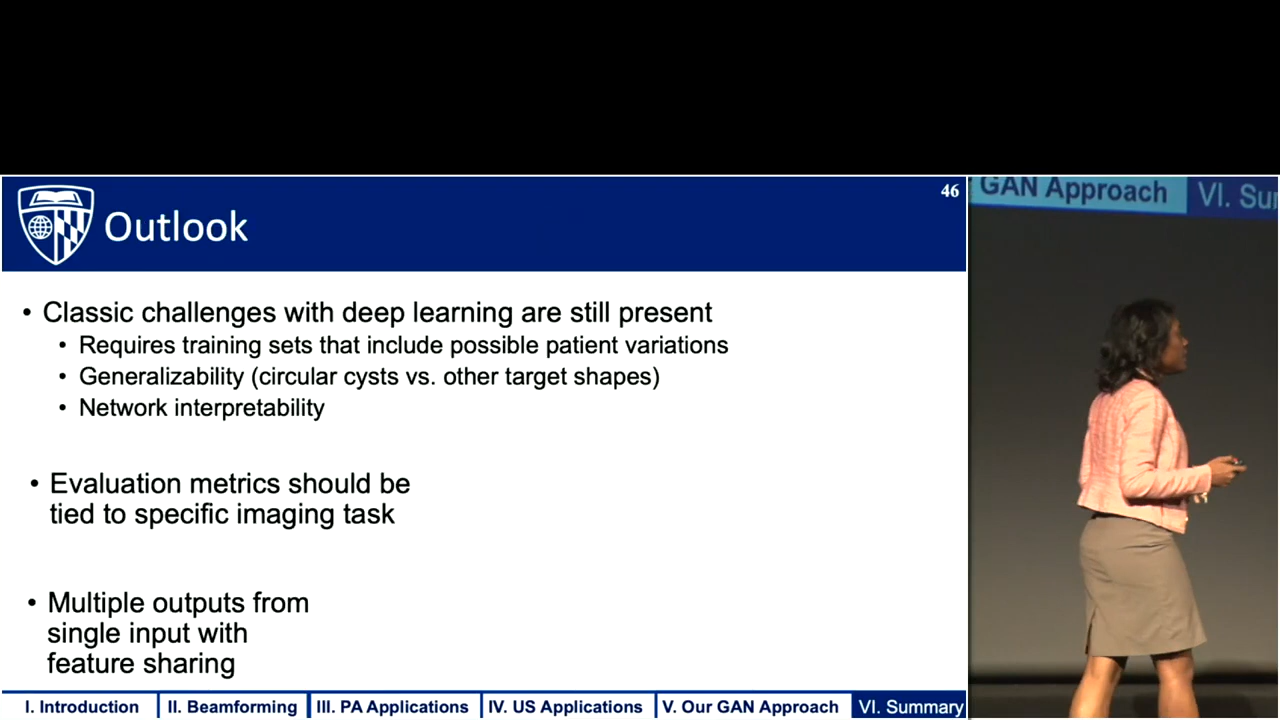 46
Outlook
• Classic challenges with deep learning are still present
• Requires training sets that include possible patient variations
• Generalizability (circular cysts vs. other target shapes)
• Network interpretability
• Evaluation metrics should be
tied to specific imaging task
• Multiple outputs from
single input with
feature sharing
I. Introduction
II. Beamforming
III. PA Applications
IV. US Applications
V. Our GAN Approach
VI. Summary
GAN Approach
VI.